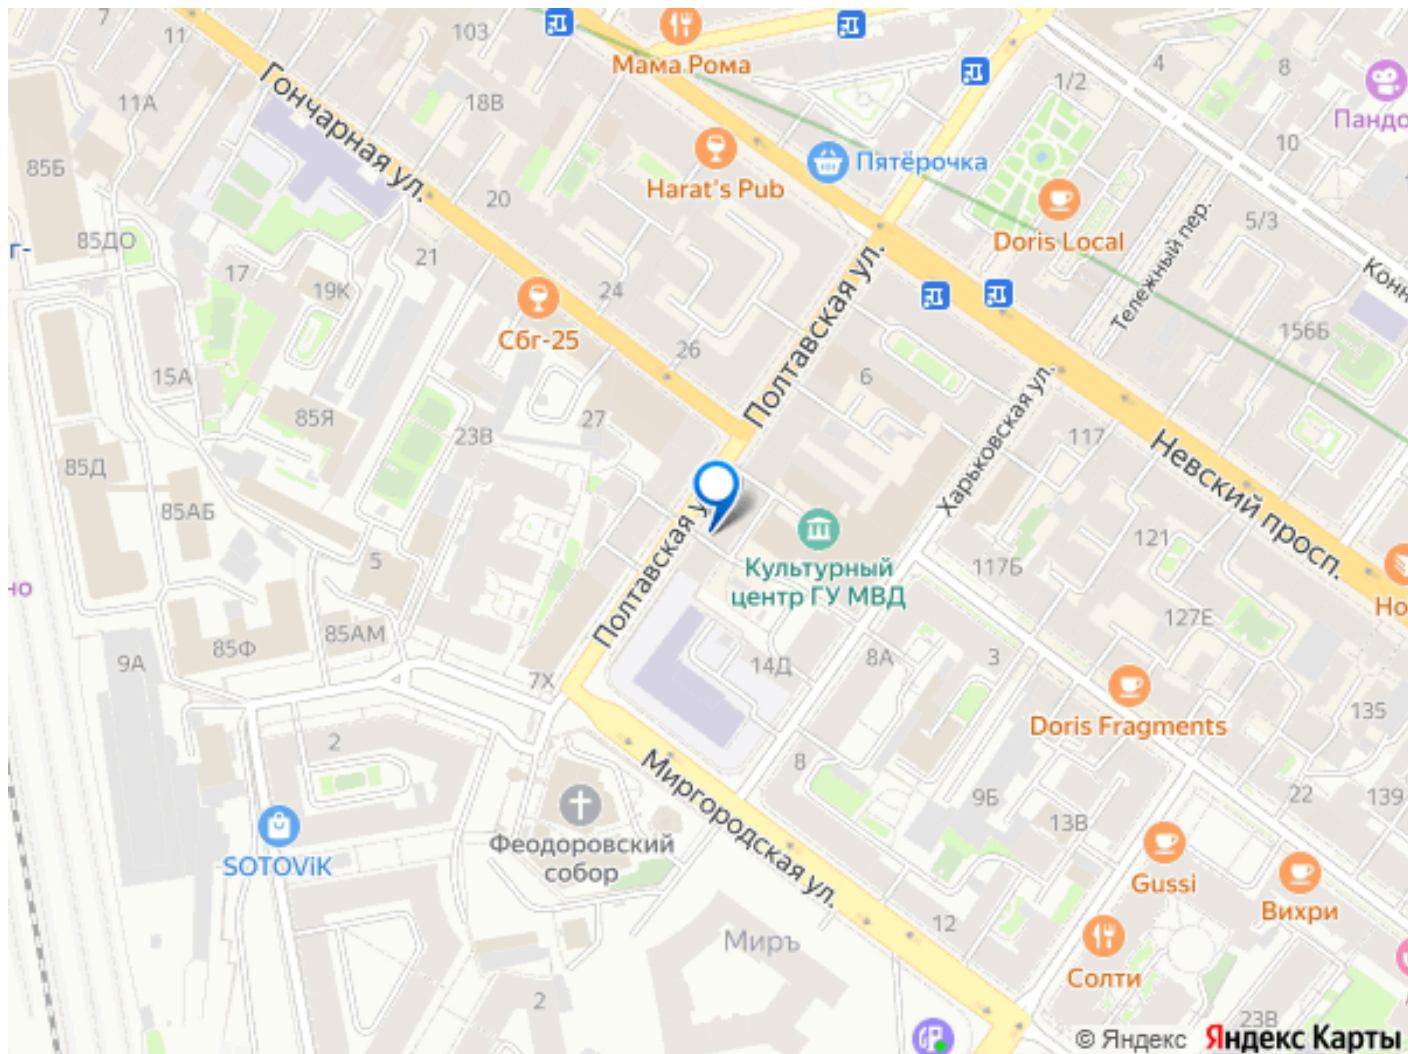 7
11
103
Мама Рома
1/2
4
8
Пандо
Гончарная ул.
11А
18В
10
85Б
Harat's Pub
Пятёрочка
20
5/3
85ДО
г-
21
Doris Local
Тележный пер.
Конн
17
19К
24
Полтавская ул.
Сбг-25
26
156Б
15А
6
Харьковская ул.
85Я
27
23В
117
Невский просп.
85Д
85АБ
Полтавская у
121
5
Культурный
центр ГУ МВД
117Б
но
Но
127Е
85АМ
85Ф
9А
14Д
8А
3
7Х
135
Doris Fragments
2
8
Миргородская ул.
9Б
22
139
13В
Феодоровский
собор
SOTOViK
Gussi
Вихри
12
Миръ
Солти
2
23В
© Яндекс
Яндекс Карты